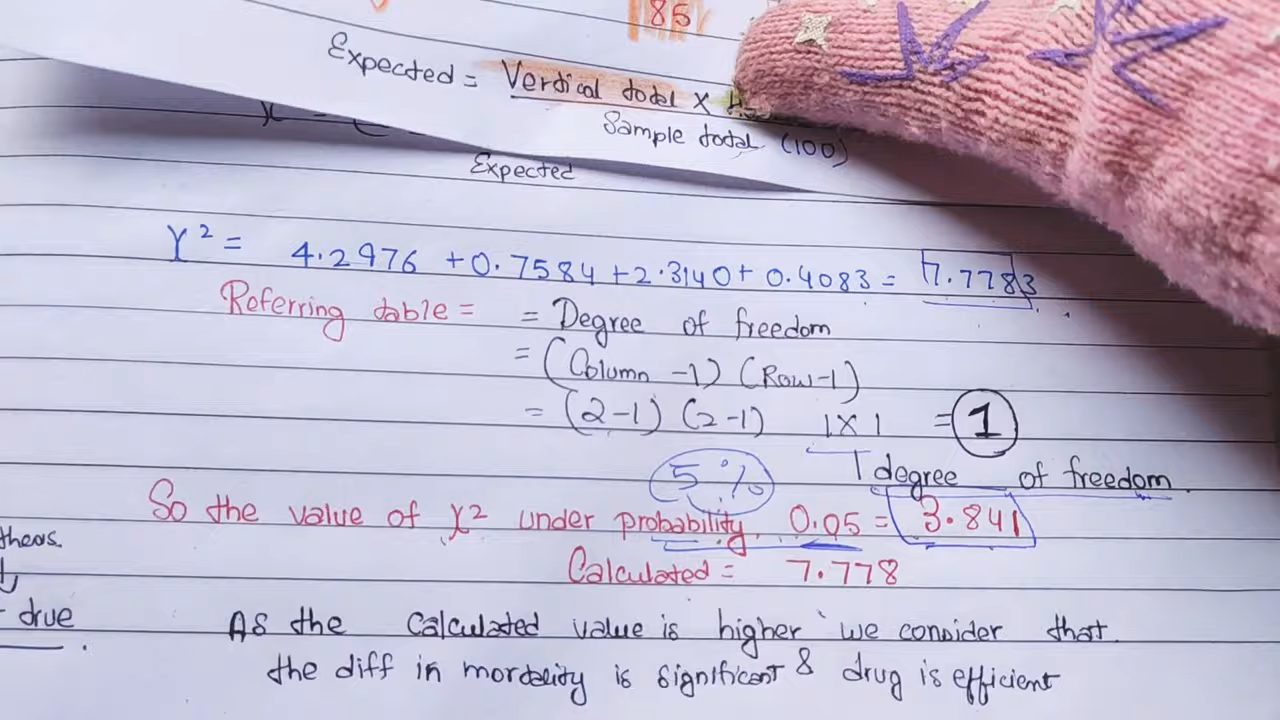 85
Expected = Vertical total X
Sample total (100)
Expected
χ² = 4.2976 + 0.7584 + 2.3140 + 0.4083 = 7.7783
Referring table = = Degree of freedom
= (Column -1) (Row-1)
= (2-1) (2-1) 1X1 = 1
5% 1 degree of freedom
So the value of χ² under probability 0.05 = 3.841
Calculated = 7.778
As the calculated value is higher we consider that
the diff in mortality is significant & drug is efficient